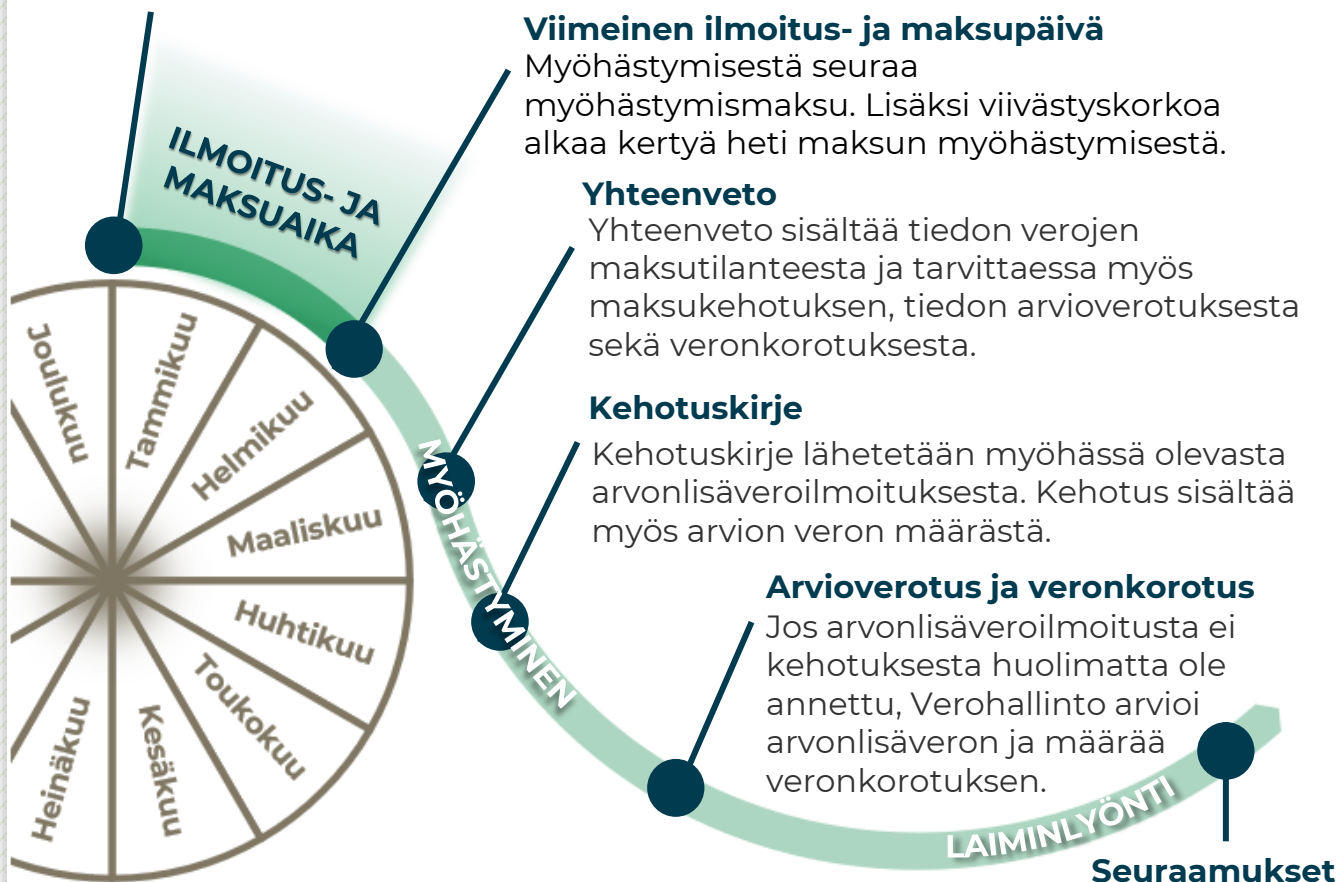 Viimeinen ilmoitus- ja maksupäivä
Myöhästymisestä seuraa
myöhästymismaksu. Lisäksi viivästyskorkoa
alkaa kertyä heti maksun myöhästymisestä.
ILMOITUS- JA
MAKSUAIKA
Yhteenveto
Yhteenveto sisältää tiedon verojen
maksutilanteesta ja tarvittaessa myös
maksukehotuksen, tiedon arvioverotuksesta
sekä veronkorotuksesta.
Joulukuu
Tammikuu
Helmikuu
Maaliskuu
Huhtikuu
Toukokuu
Kesäkuu
Heinäkuu
MYÖHÄSTYMINEN
Kehotuskirje
Kehotuskirje lähetetään myöhässä olevasta
arvonlisäveroilmoituksesta. Kehotus sisältää
myös arvion veron määrästä.
Arvioverotus ja veronkorotus
Jos arvonlisäveroilmoitusta ei
kehotuksesta huolimatta ole
annettu, Verohallinto arvioi
arvonlisäveron ja määrää
veronkorotuksen.
LAIMINLYÖNTI
Seuraamukset